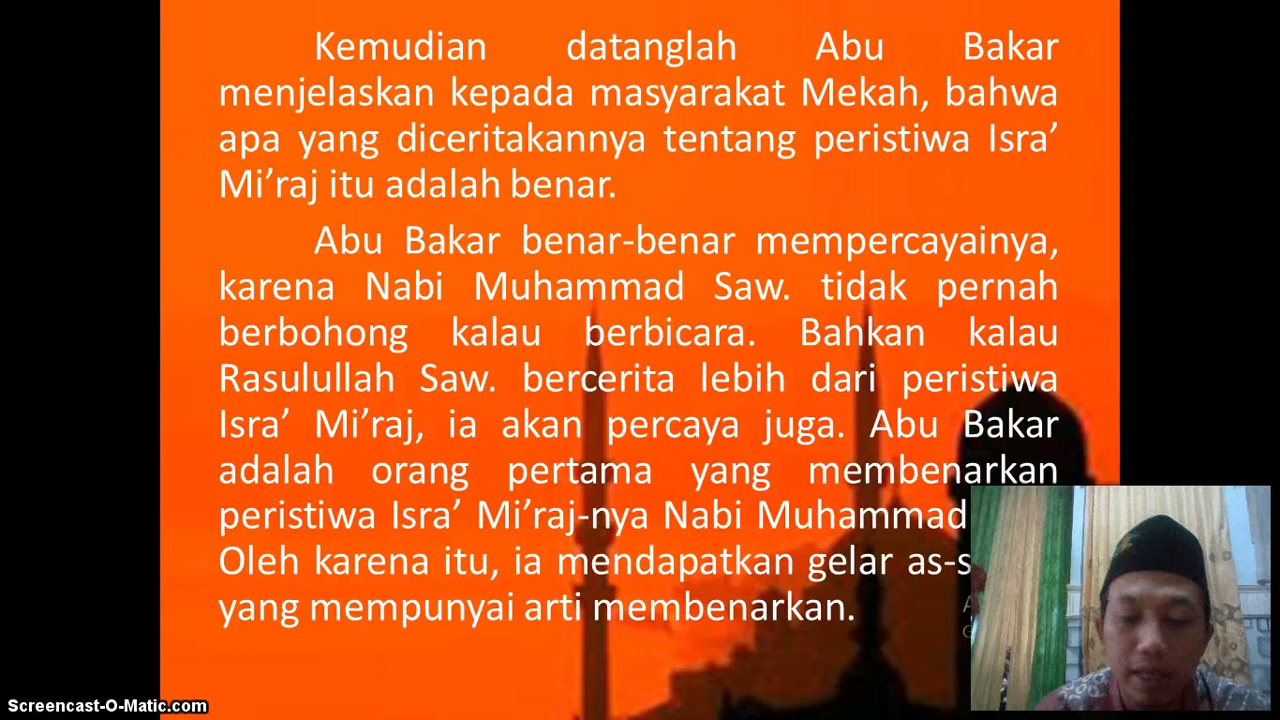 Kemudian datanglah Abu Bakar
menjelaskan kepada masyarakat Mekah, bahwa
apa yang diceritakannya tentang peristiwa Isra’
Mi’raj itu adalah benar.
Abu Bakar benar-benar mempercayainya,
karena Nabi Muhammad Saw. tidak pernah
berbohong kalau berbicara. Bahkan kalau
Rasulullah Saw. bercerita lebih dari peristiwa
Isra’ Mi’raj, ia akan percaya juga. Abu Bakar
adalah orang pertama yang membenarkan
peristiwa Isra’ Mi’raj-nya Nabi Muhammad
Oleh karena itu, ia mendapatkan gelar as-s
yang mempunyai arti membenarkan.
Screencast-O-Matic.com